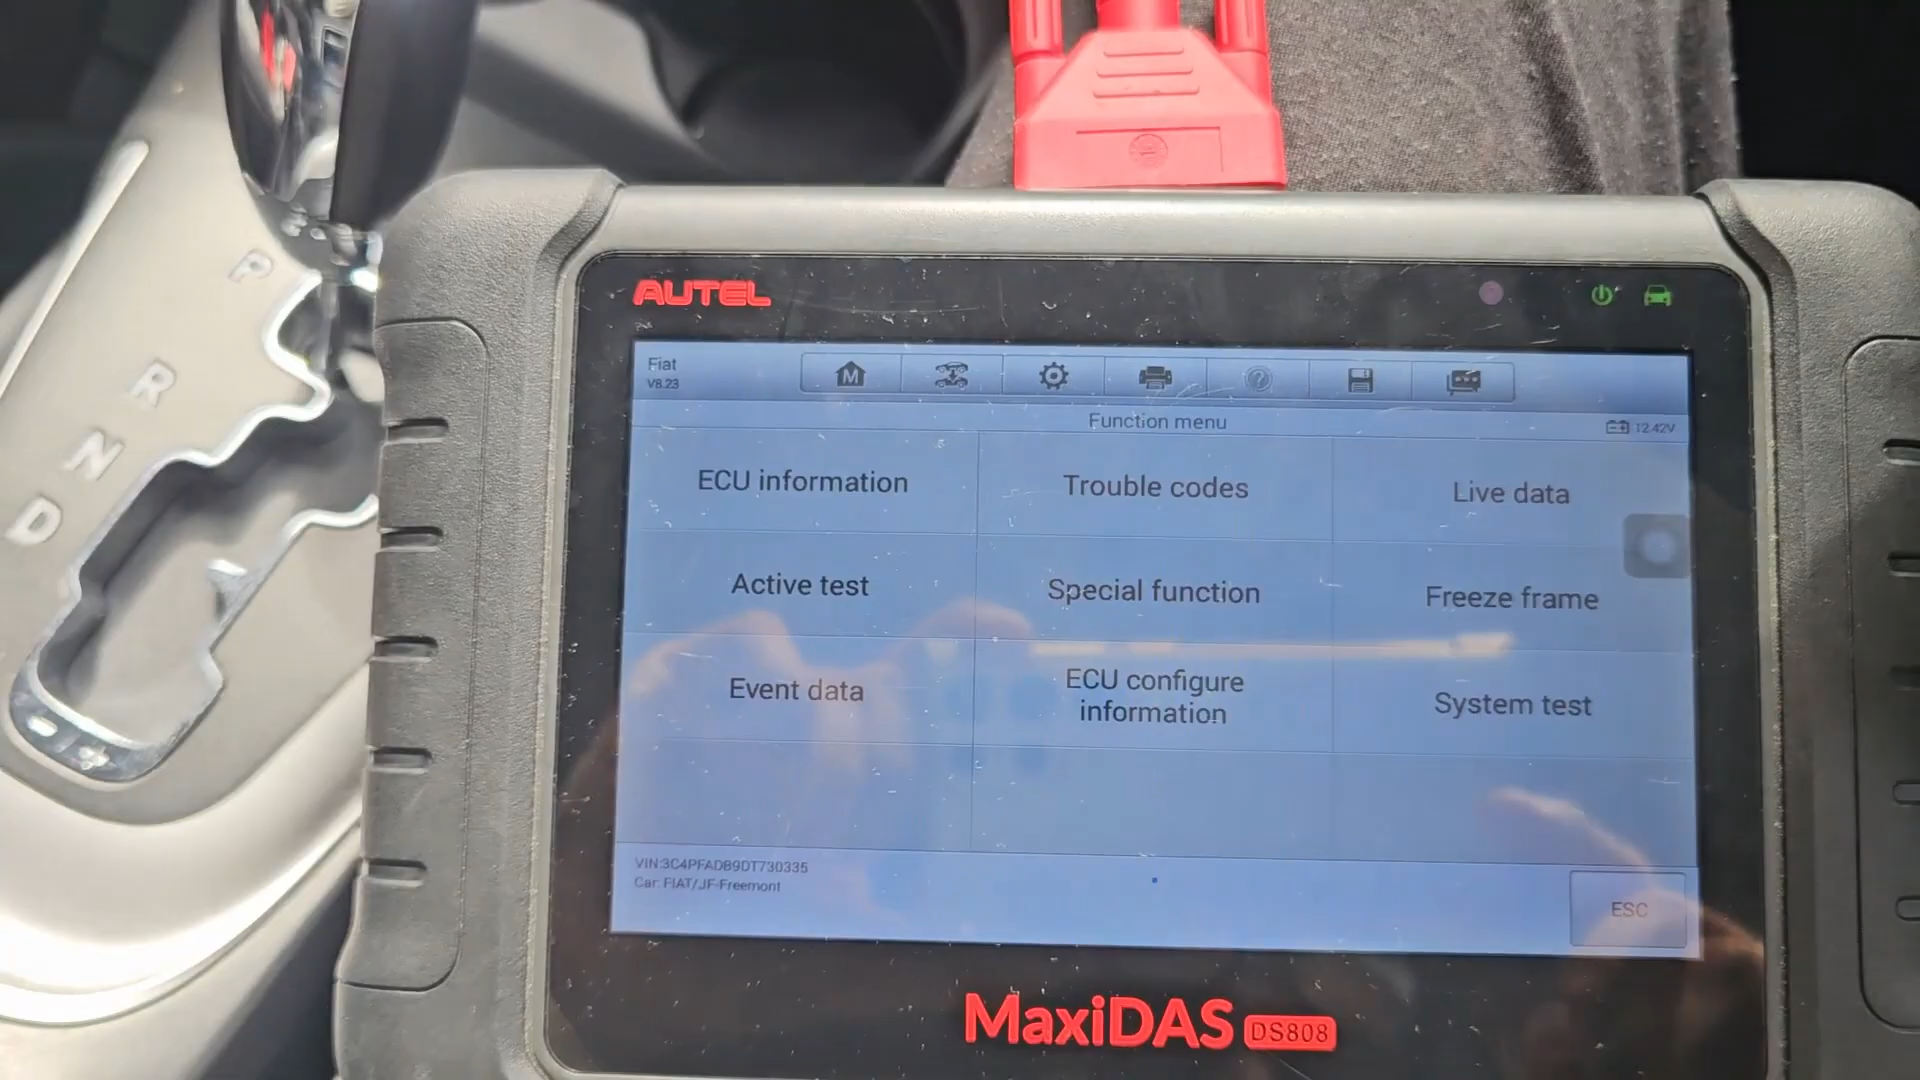 P
R
N
D
AUTEL
Fiat
V8.23
M
Function menu
12.42V
ECU information
Trouble codes
Live data
Active test
Special function
Freeze frame
Event data
ECU configure
information
System test
VIN:3C4PFADB9DT730335
Car: FIAT/JF-Freemont
ESC
MaxiDAS DS808